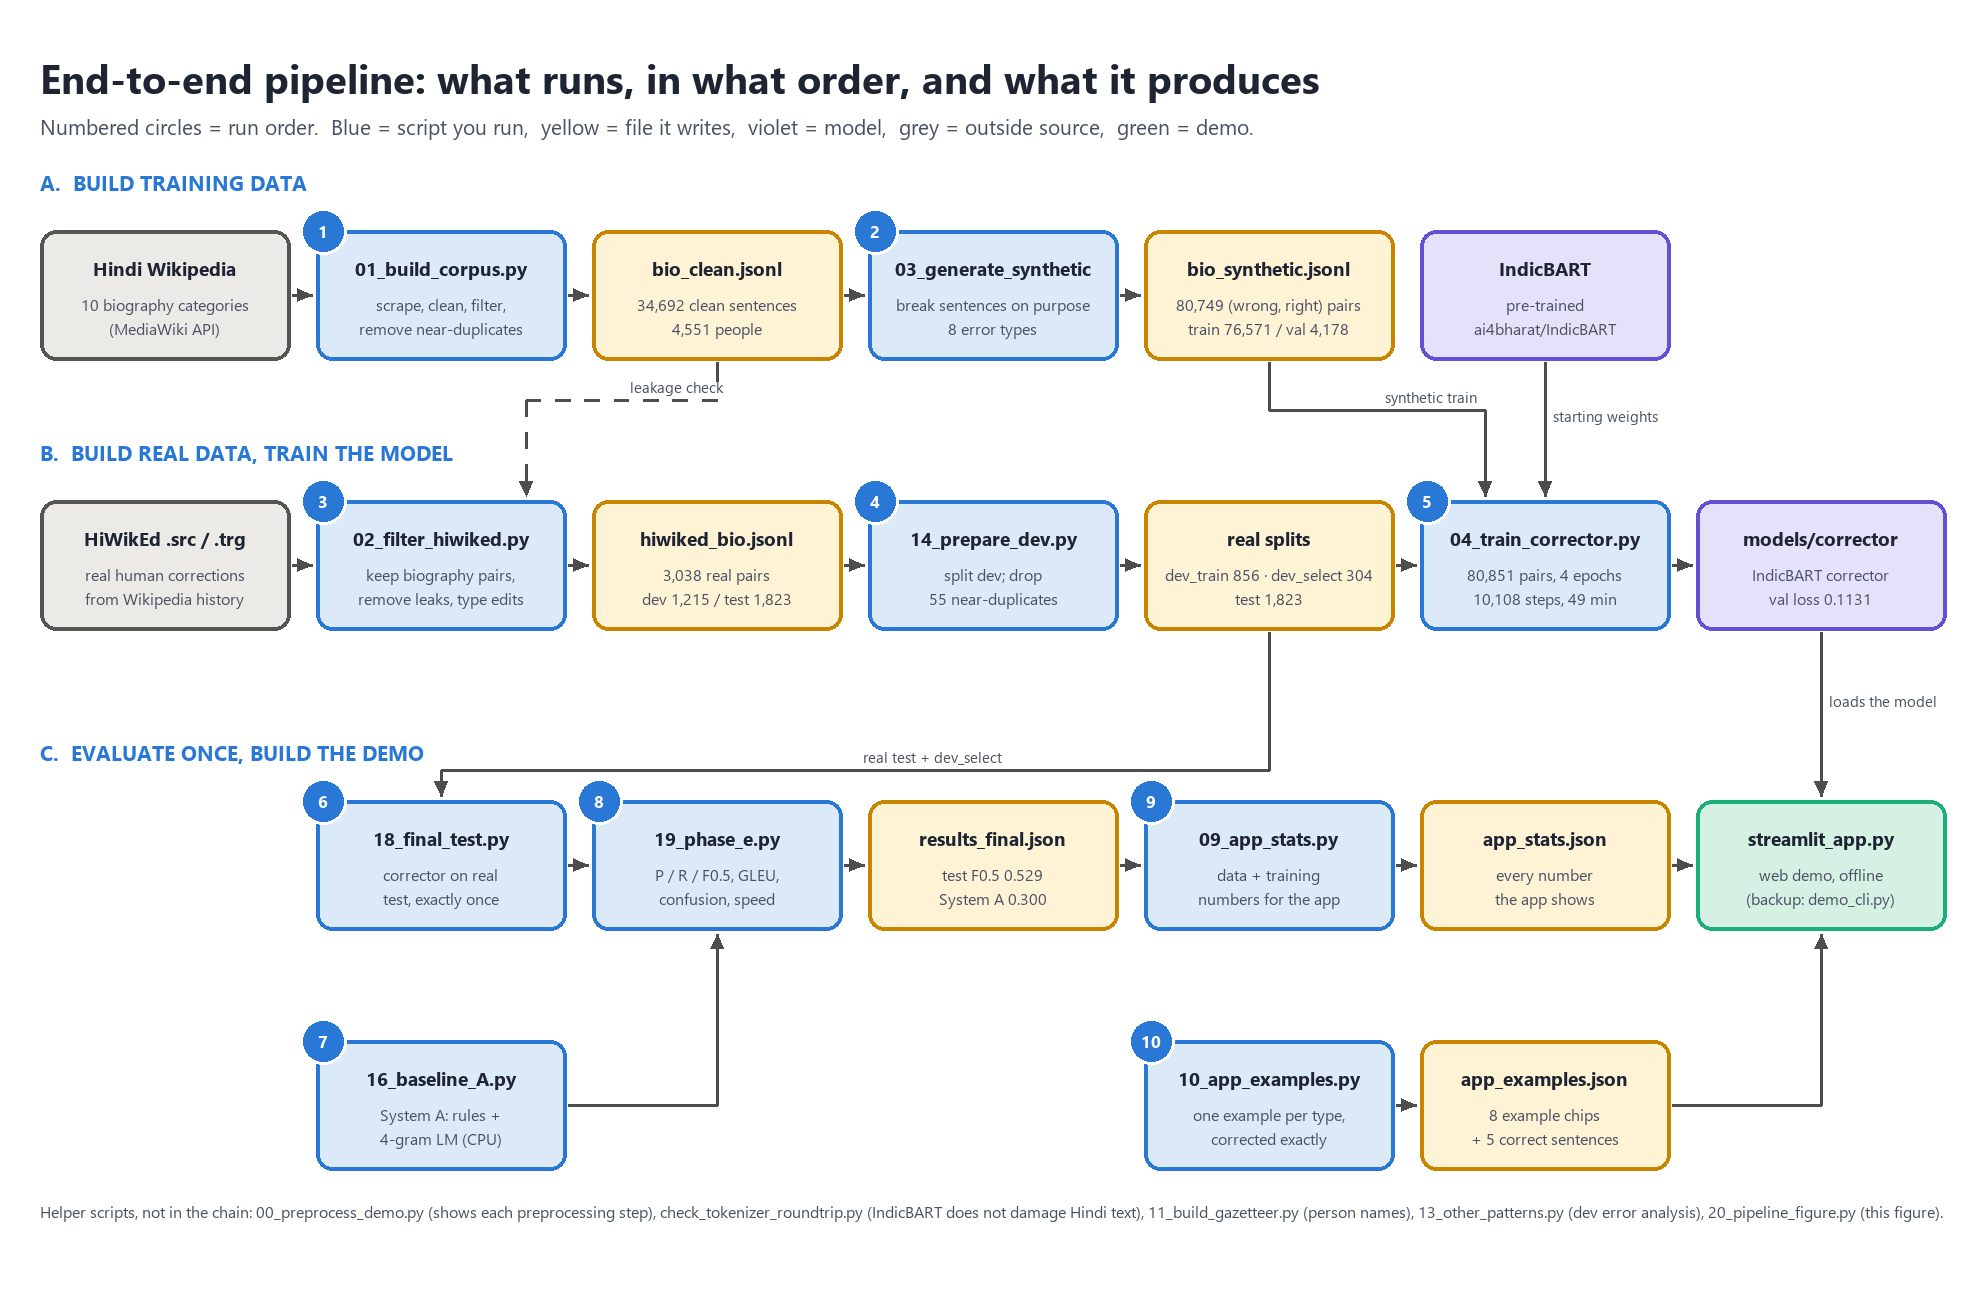 End-to-end pipeline: what runs, in what order, and what it produces
Numbered circles = run order.  Blue = script you run,  yellow = file it writes,  violet = model,  grey = outside source,  green = demo.
A.  BUILD TRAINING DATA
Hindi Wikipedia
10 biography categories
(MediaWiki API)
1
01_build_corpus.py
scrape, clean, filter,
remove near-duplicates
bio_clean.jsonl
34,692 clean sentences
4,551 people
2
03_generate_synthetic
break sentences on purpose
8 error types
bio_synthetic.jsonl
80,749 (wrong, right) pairs
train 76,571 / val 4,178
IndicBART
pre-trained
ai4bharat/IndicBART
leakage check
synthetic train
starting weights
B.  BUILD REAL DATA, TRAIN THE MODEL
HiWikEd .src / .trg
real human corrections
from Wikipedia history
3
02_filter_hiwiked.py
keep biography pairs,
remove leaks, type edits
hiwiked_bio.jsonl
3,038 real pairs
dev 1,215 / test 1,823
4
14_prepare_dev.py
split dev; drop
55 near-duplicates
real splits
dev_train 856 · dev_select 304
test 1,823
5
04_train_corrector.py
80,851 pairs, 4 epochs
10,108 steps, 49 min
models/corrector
IndicBART corrector
val loss 0.1131
loads the model
C.  EVALUATE ONCE, BUILD THE DEMO
real test + dev_select
6
18_final_test.py
corrector on real
test, exactly once
8
19_phase_e.py
P / R / F0.5, GLEU,
confusion, speed
results_final.json
test F0.5 0.529
System A 0.300
9
09_app_stats.py
data + training
numbers for the app
app_stats.json
every number
the app shows
streamlit_app.py
web demo, offline
(backup: demo_cli.py)
7
16_baseline_A.py
System A: rules +
4-gram LM (CPU)
10
10_app_examples.py
one example per type,
corrected exactly
app_examples.json
8 example chips
+ 5 correct sentences
Helper scripts, not in the chain: 00_preprocess_demo.py (shows each preprocessing step), check_tokenizer_roundtrip.py (IndicBART does not damage Hindi text), 11_build_gazetteer.py (person names), 13_other_patterns.py (dev error analysis), 20_pipeline_figure.py (this figure).